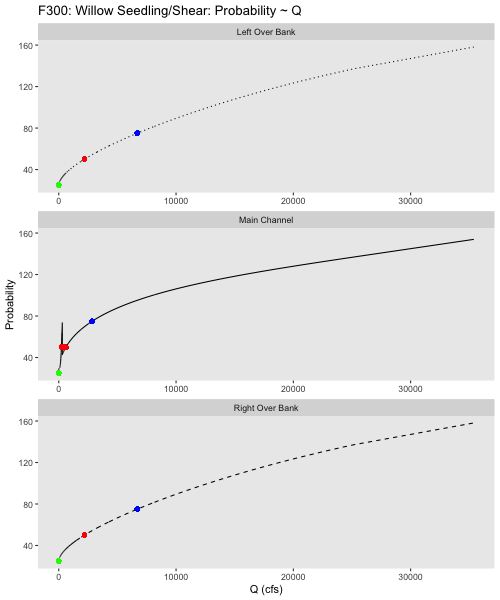 F300: Willow Seedling/Shear: Probability ~ Q
Left Over Bank
160
120
80
40
0 10000 20000 30000
Main Channel
160
120
80
40
0 10000 20000 30000
Probability
Right Over Bank
160
120
80
40
0 10000 20000 30000
Q (cfs)